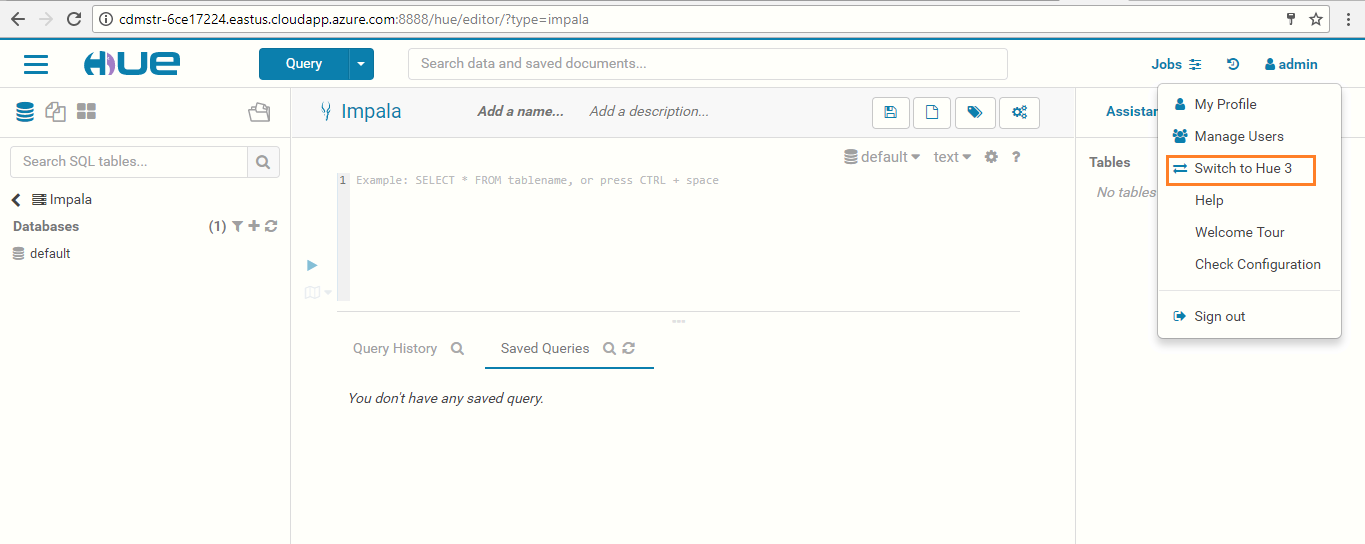 cdmstr-6ce17224.eastus.cloudapp.azure.com:8888/hue/editor/?type=impala
HUE Query Search data and saved documents... Jobs admin
Impala Add a name... Add a description... Assistan
My Profile
Manage Users
Switch to Hue 3
Help
Welcome Tour
Check Configuration
Sign out
Search SQL tables...
Impala
Databases (1)
default
default text ?
1 Example: SELECT * FROM tablename, or press CTRL + space
Tables
No tables
Query History Saved Queries
You don't have any saved query.